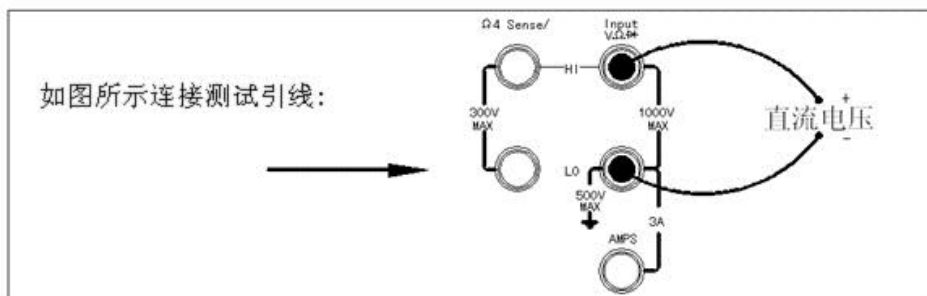 Ω4 Sense/
Input
V.Ω.
HI
如图所示连接测试引线:
300V
MAX
1000V
MAX
+
直流电压
-
LO
500V
MAX
3A
AMPS